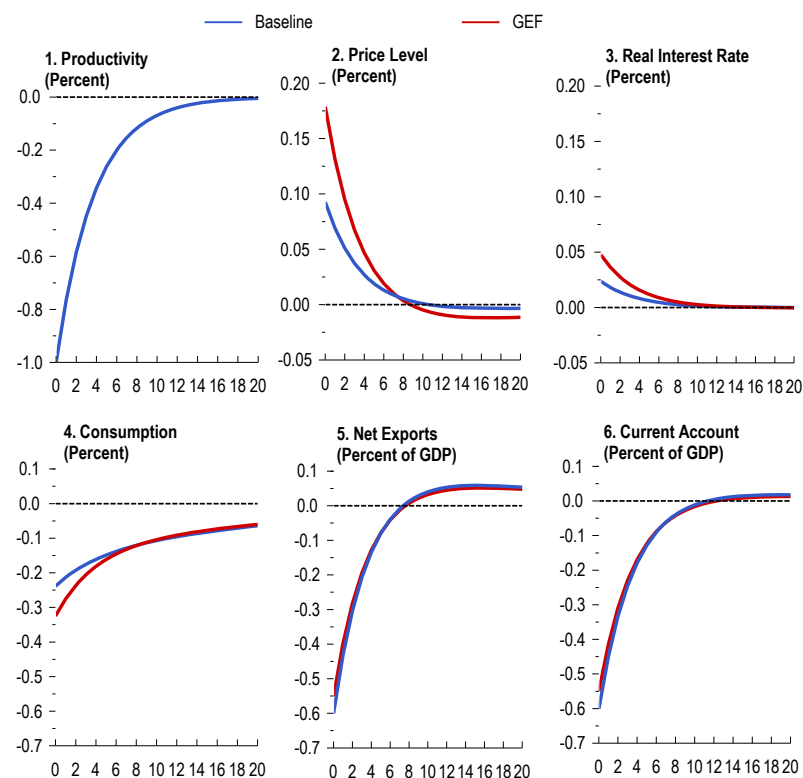 Baseline GEF
1. Productivity
(Percent)
0.0
-0.2
-0.4
-0.6
-0.8
-1.0
0 2 4 6 8 10 12 14 16 18 20
2. Price Level
(Percent)
0.20
0.15
0.10
0.05
0.00
-0.05
0 2 4 6 8 10 12 14 16 18 20
3. Real Interest Rate
(Percent)
0.20
0.15
0.10
0.05
0.00
-0.05
0 2 4 6 8 10 12 14 16 18 20
4. Consumption
(Percent)
0.1
0.0
-0.1
-0.2
-0.3
-0.4
-0.5
-0.6
-0.7
0 2 4 6 8 10 12 14 16 18 20
5. Net Exports
(Percent of GDP)
0.1
0.0
-0.1
-0.2
-0.3
-0.4
-0.5
-0.6
-0.7
0 2 4 6 8 10 12 14 16 18 20
6. Current Account
(Percent of GDP)
0.1
0.0
-0.1
-0.2
-0.3
-0.4
-0.5
-0.6
-0.7
0 2 4 6 8 10 12 14 16 18 20